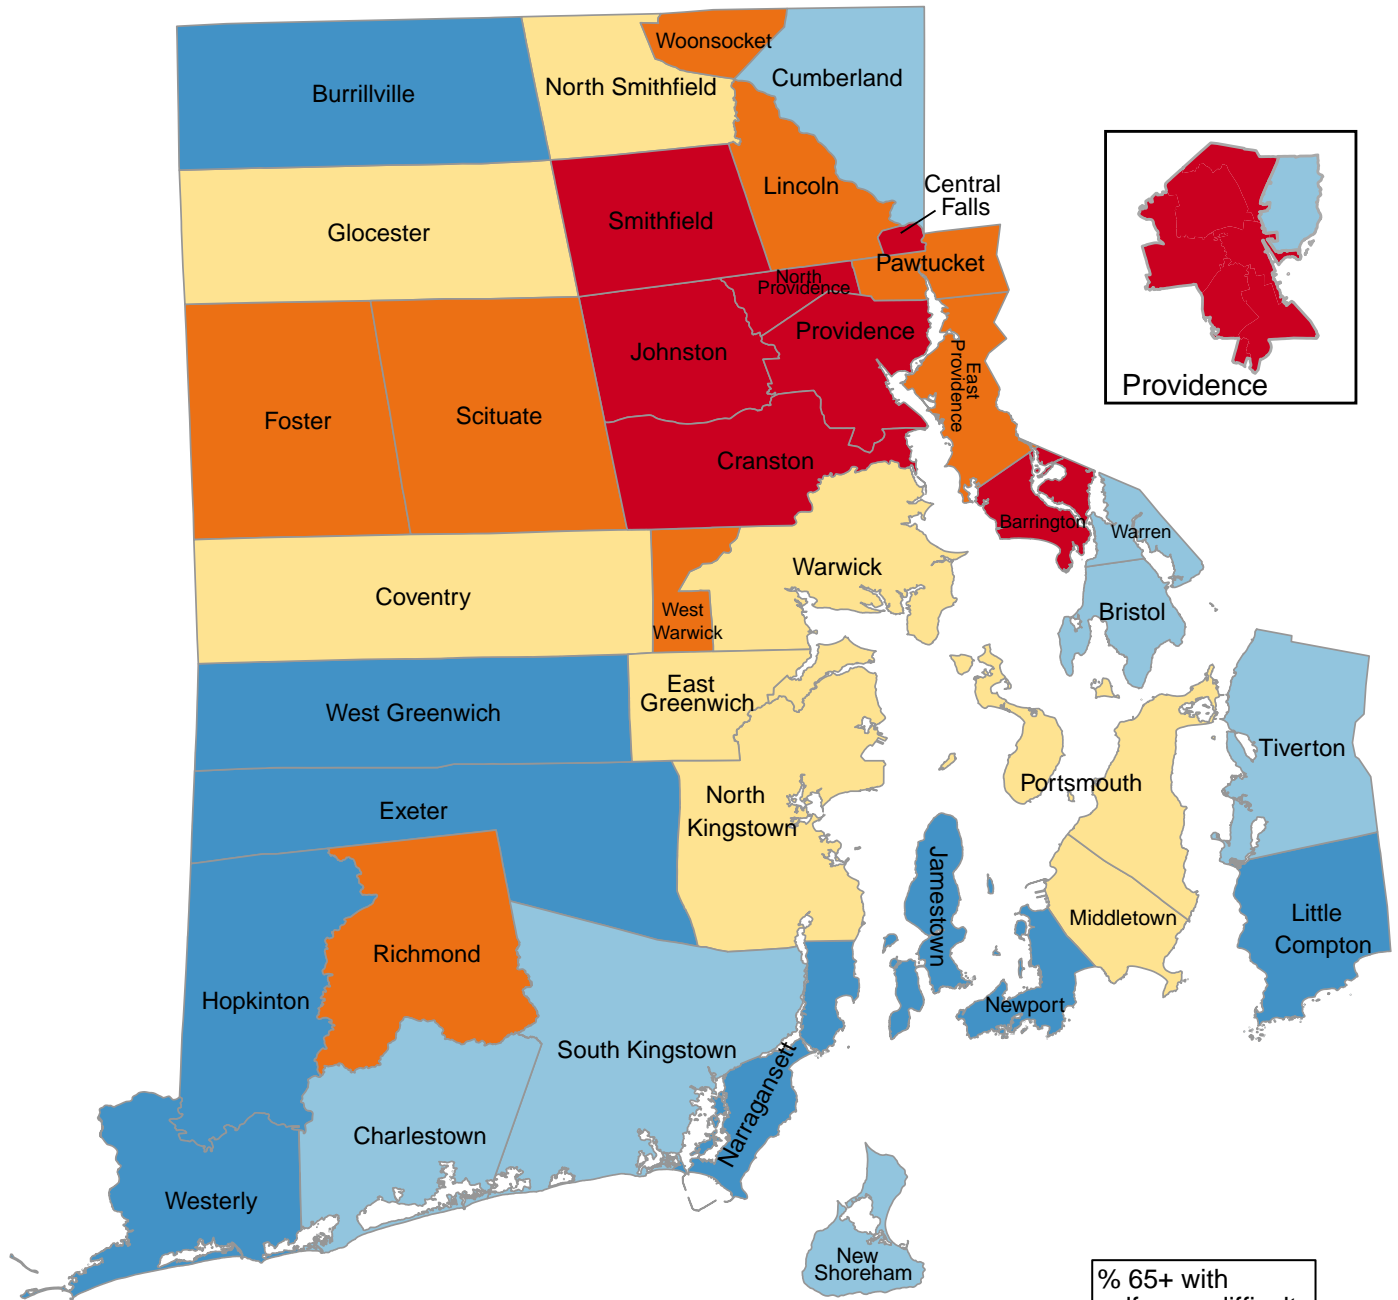 Woonsocket
Cumberland
North Smithfield
Burrillville
Lincoln
Central
Falls
Smithfield
Glocester
Pawtucket
North
Providence
Providence
Johnston
East
Providence
Providence
Foster
Scituate
Cranston
Barrington
Warren
Warwick
Coventry
West
Warwick
Bristol
East
Greenwich
West Greenwich
Tiverton
Portsmouth
Exeter
North
Kingstown
Jamestown
Middletown
Little
Compton
Richmond
Hopkinton
Newport
South Kingstown
Narragansett
Charlestown
Westerly
New
Shoreham
% 65+ with